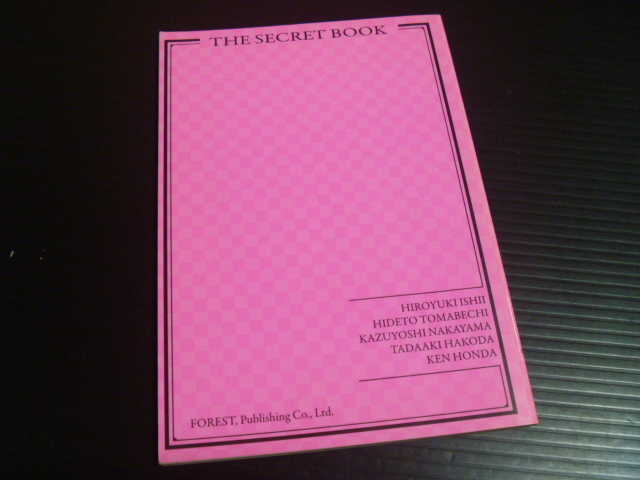 THE SECRET BOOK
HIROYUKI ISHII
HIDETO TOMABECHI
KAZUYOSHI NAKAYAMA
TADAAKI HAKODA
KEN HONDA
FOREST, Publishing Co., Ltd.